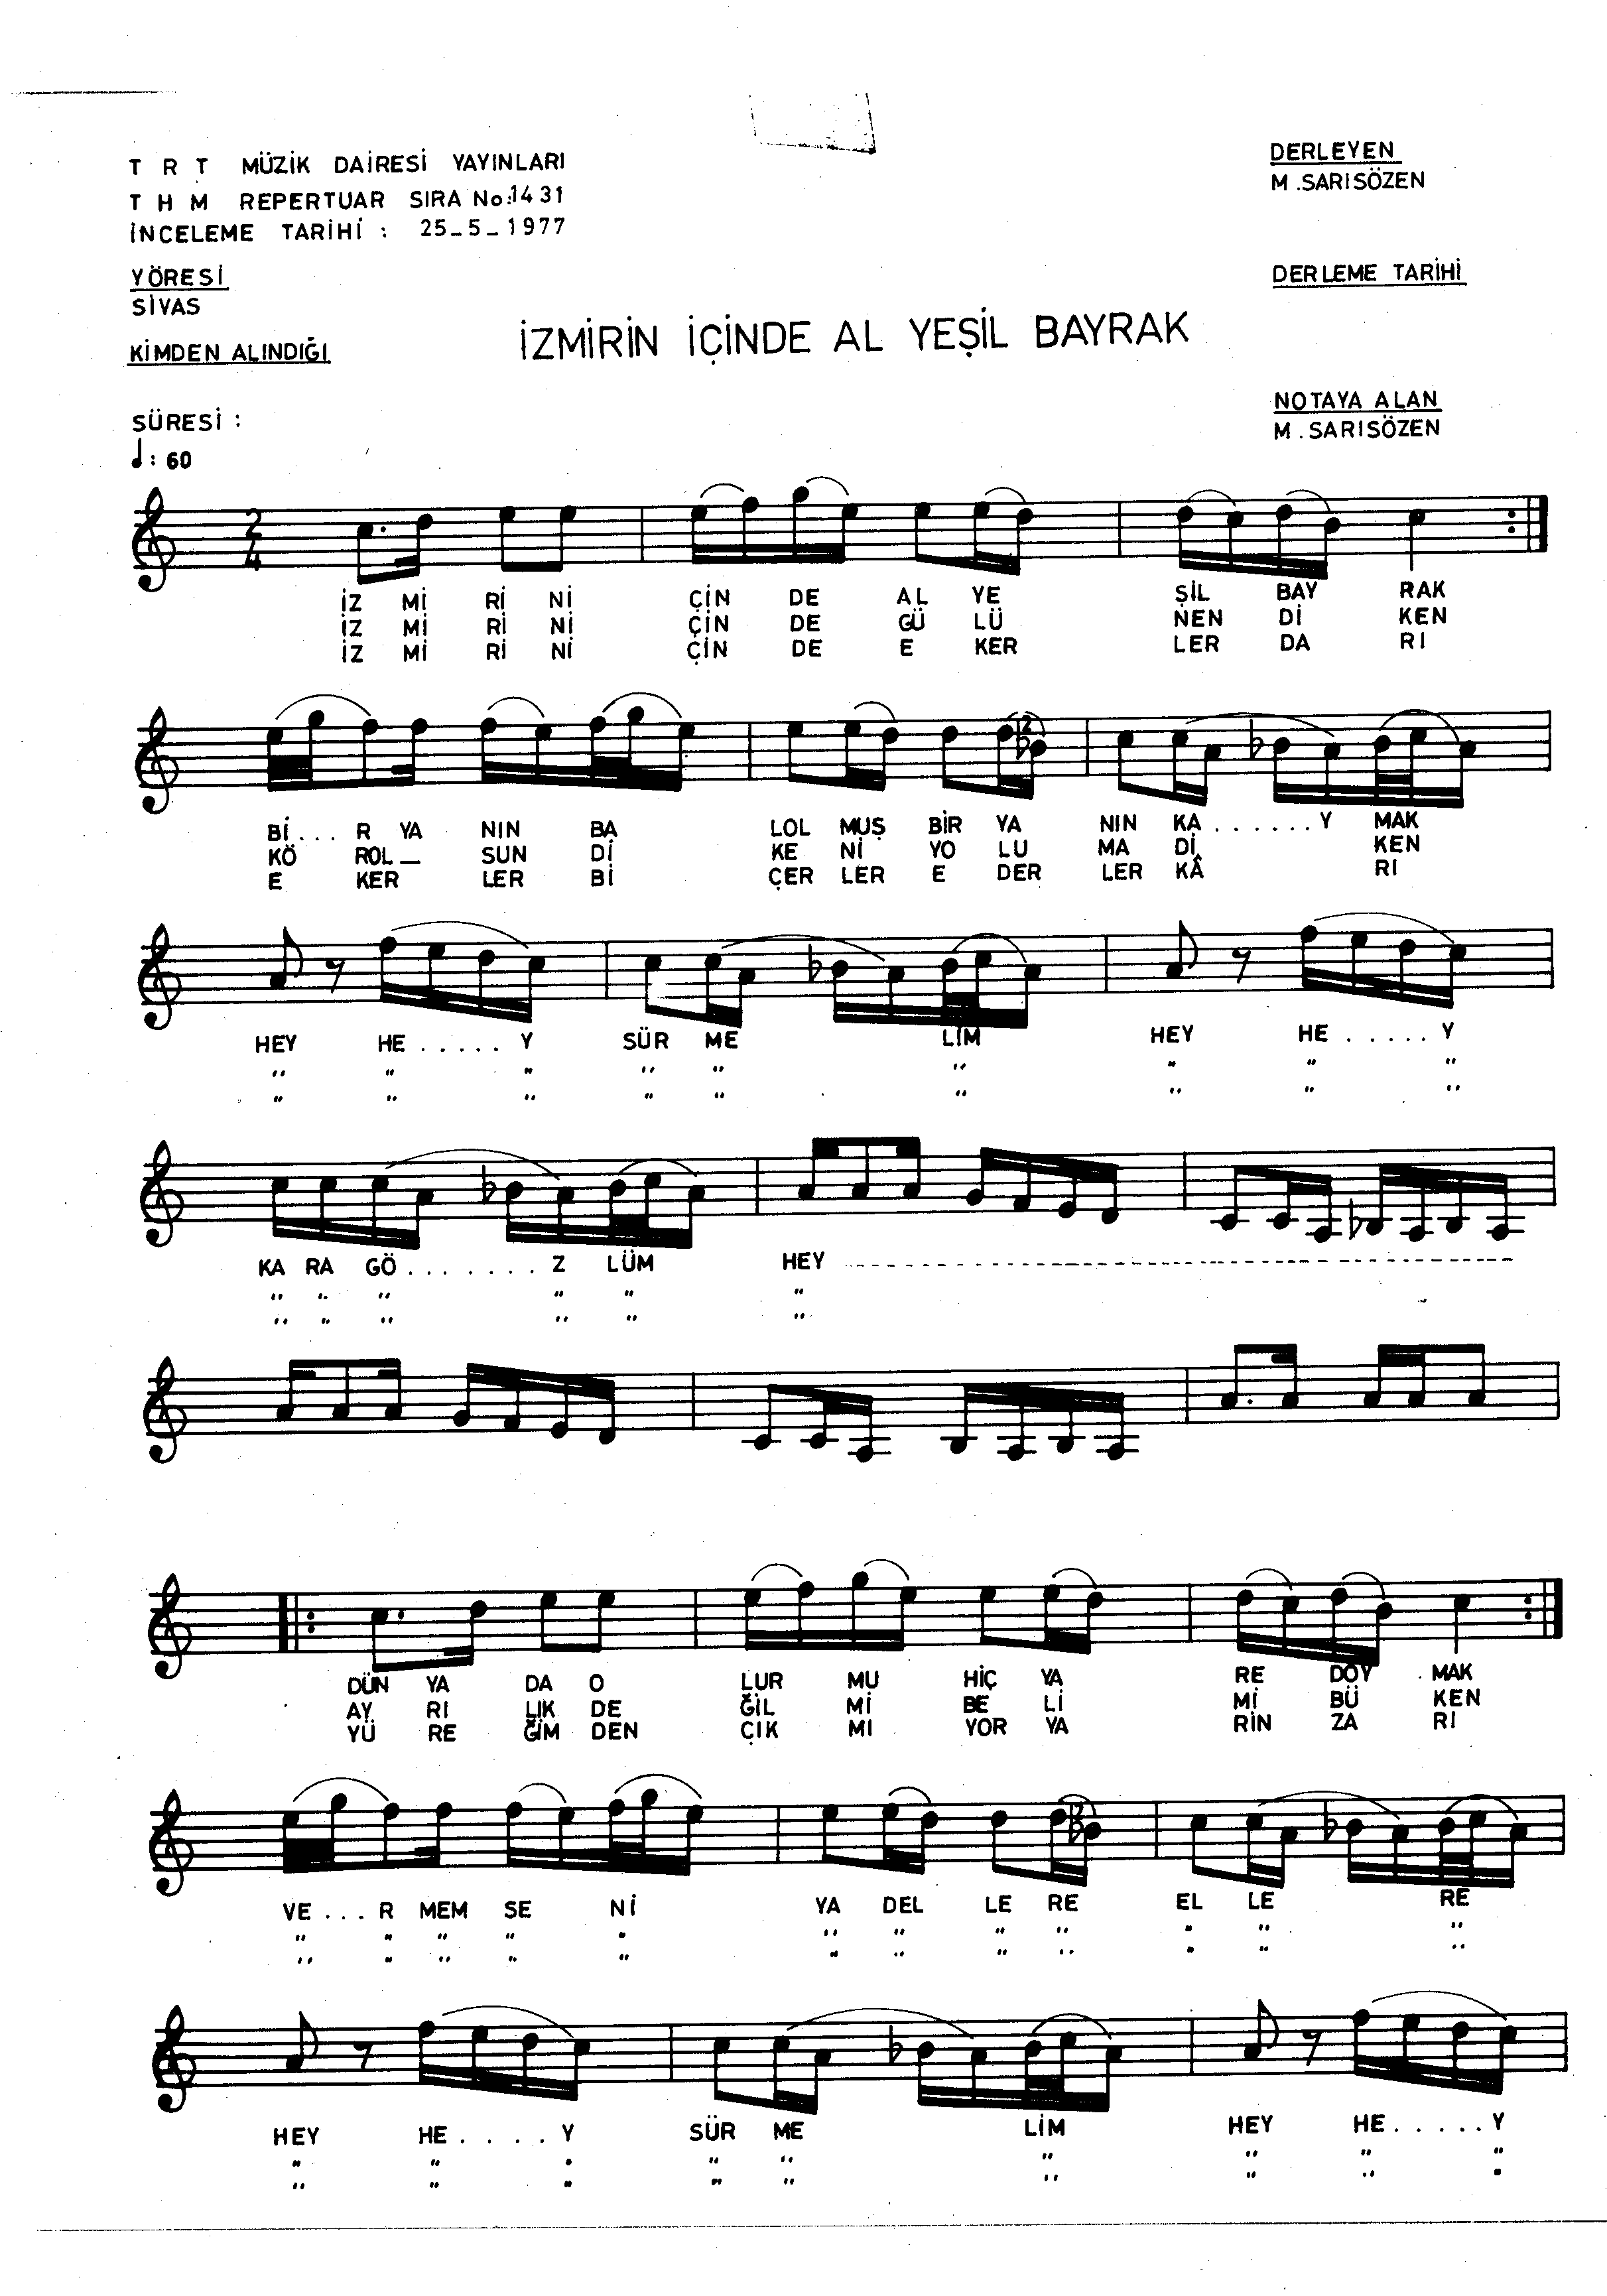 T R T MÜZİK DAİRESİ YAYINLARI
T H M REPERTUAR SIRA No:1431
İNCELEME TARİHİ : 25_5_1977
DERLEYEN
M.SARISÖZEN
YÖRESİ
SİVAS
DERLEME TARİHİ
KİMDEN ALINDIĞI
İZMİRİN İÇİNDE AL YEŞİL BAYRAK
NOTAYA ALAN
M.SARISÖZEN
SÜRESİ :
♩: 60
2
4
İZ Mİ Rİ Nİ ÇİN DE AL YE ŞİL BAY RAK
İZ Mİ Rİ Nİ ÇİN DE GÜ LÜ NEN Dİ KEN
İZ Mİ Rİ Nİ ÇİN DE E KER LER DA RI
2
Bİ... R YA NIN BA LOL MUŞ BİR YA NIN KA......Y MAK
KÖ ROL _ SUN Dİ KE Nİ YO LU MA Dİ KEN
E KER LER Bİ ÇER LER E DER LER KÂ RI
HEY HE.....Y SÜR ME LİM HEY HE.....Y
" " " " " " " " "
" " " " " " " " "
KA RA GÖ.......Z LÜM HEY ----------
" " " " " "
" " " " " "
DÜN YA DA O LUR MU HİÇ YA RE DOY MAK
AY RI LIK DE ĞİL Mİ BE Lİ Mİ BÜ KEN
YÜ RE ĞİM DEN ÇIK MI YOR YA RİN ZA RI
2
VE...R MEM SE Nİ YA DEL LE RE EL LE RE
" " " " " " " " " " " "
" " " " " " " " " " " "
HEY HE....Y SÜR ME LİM HEY HE.....Y
" " " " " " " " "
" " " " " " " " "